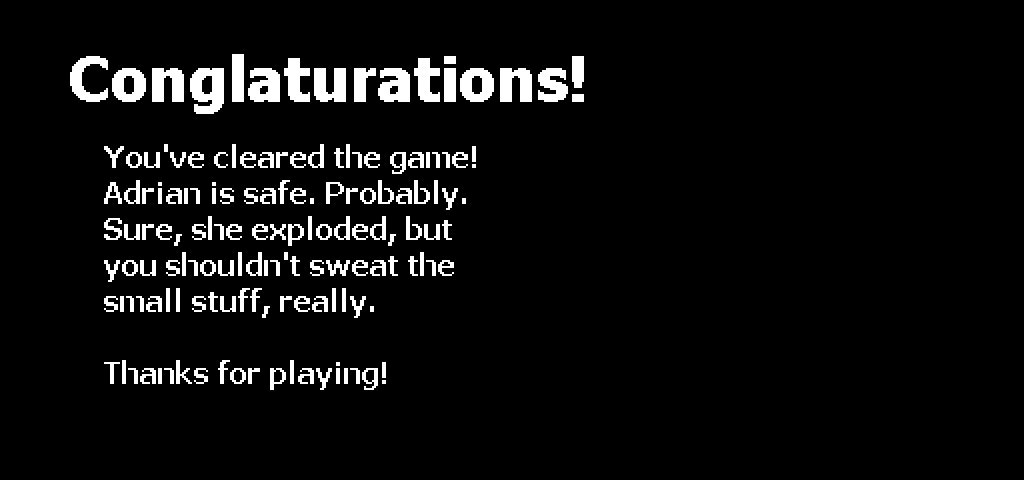 Conglaturations!
You've cleared the game!
Adrian is safe. Probably.
Sure, she exploded, but
you shouldn't sweat the
small stuff, really.
Thanks for playing!